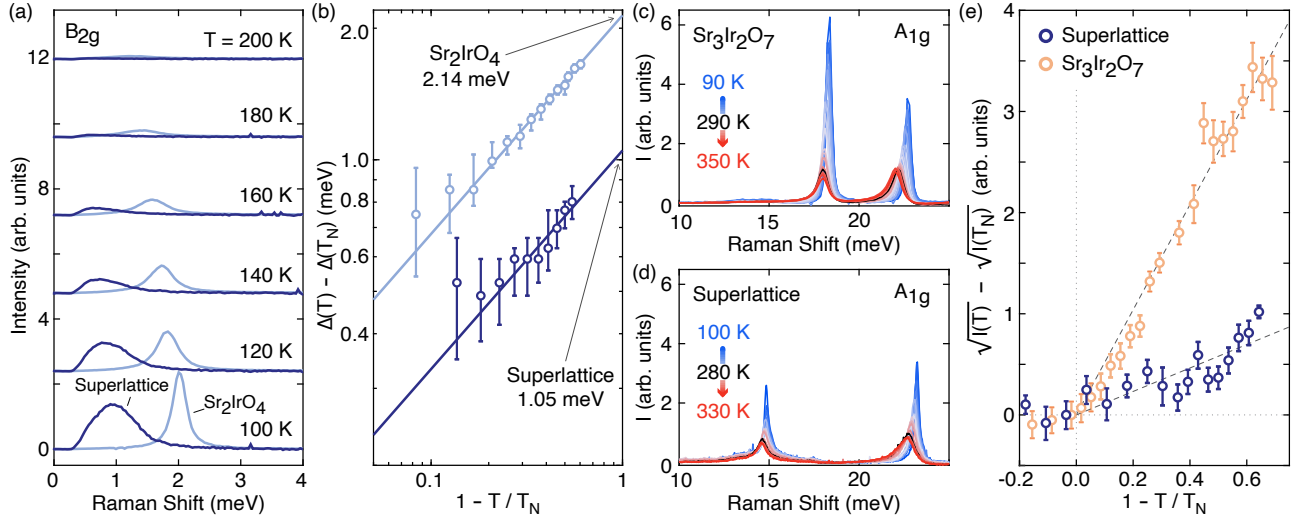 (a)
B2g
T = 200 K
180 K
160 K
140 K
120 K
100 K
Superlattice
Sr2IrO4
12
8
4
0
Intensity (arb. units)
0 1 2 3 4
Raman Shift (meV)
(b)
Sr2IrO4
2.14 meV
Superlattice
1.05 meV
2.0
1.0
0.8
0.6
0.4
Δ(T) − Δ(TN) (meV)
0.1 1
1 − T / TN
(c)
Sr3Ir2O7
A1g
90 K
290 K
350 K
6
4
2
0
I (arb. units)
10 15 20
Raman Shift (meV)
(d)
Superlattice
A1g
100 K
280 K
330 K
6
4
2
0
I (arb. units)
10 15 20
Raman Shift (meV)
(e)
Superlattice
Sr3Ir2O7
4
3
2
1
0
√I(T) − √I(TN) (arb. units)
-0.2 0.0 0.2 0.4 0.6
1 − T / TN